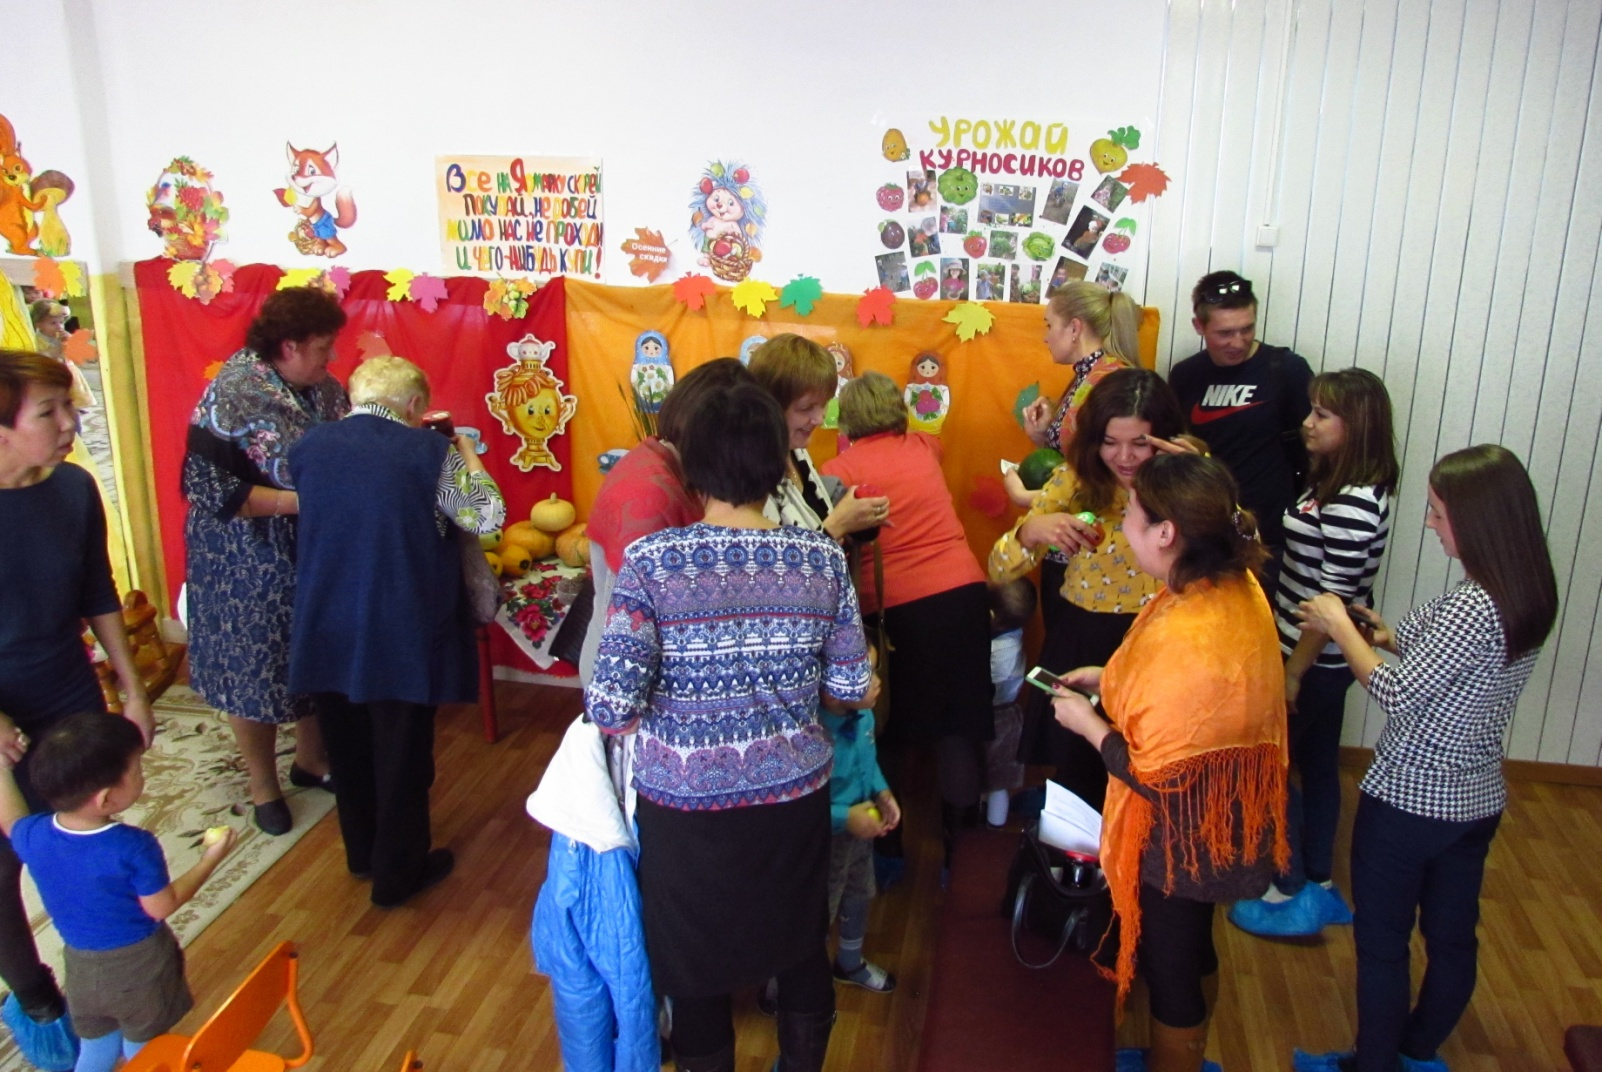 Все на Ярмарку скорей
Покупай, не робей
мимо нас не проходи
и чего-нибудь купи!
Осенние
скидки
УРОЖАЙ
КУРНОСИКОВ
NIKE